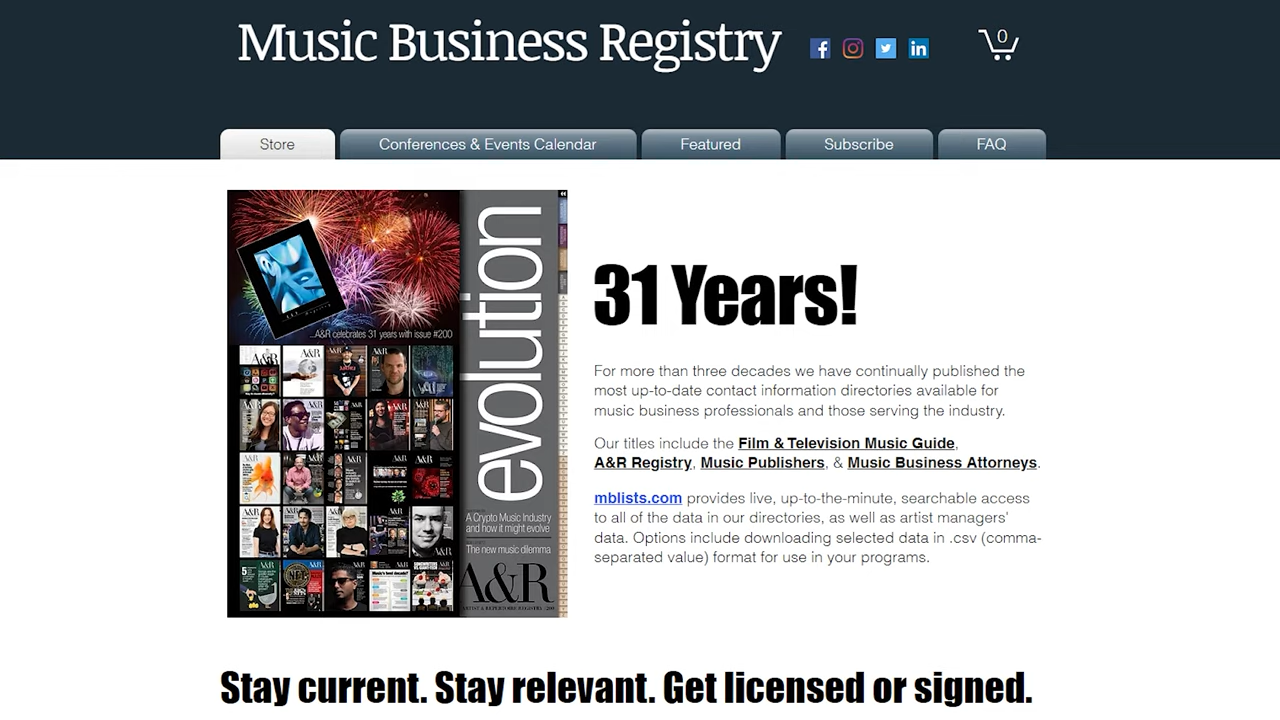 Music Business Registry
0
Store
Conferences & Events Calendar
Featured
Subscribe
FAQ
...A&R celebrates 31 years with issue #200
evolution
A Crypto Music Industry
and how it might evolve
The new music dilemma
A&R
31 Years!
For more than three decades we have continually published the
most up-to-date contact information directories available for
music business professionals and those serving the industry.
Our titles include the Film & Television Music Guide,
A&R Registry, Music Publishers, & Music Business Attorneys.
mblists.com provides live, up-to-the-minute, searchable access
to all of the data in our directories, as well as artist managers'
data. Options include downloading selected data in .csv (comma-
separated value) format for use in your programs.
Stay current. Stay relevant. Get licensed or signed.